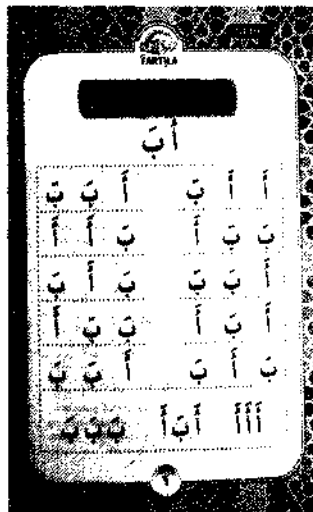 TARTILA
أَ بَ
أَ أَ بَ أَ بَ بَ
بَ بَ أَ بَ أَ أَ
أَ بَ بَ بَ أَ بَ
أَ بَ أَ بَ بَ أَ
بَ أَ بَ أَ بَ بَ
أَأَأَ أَبَأَ بَبَبَ